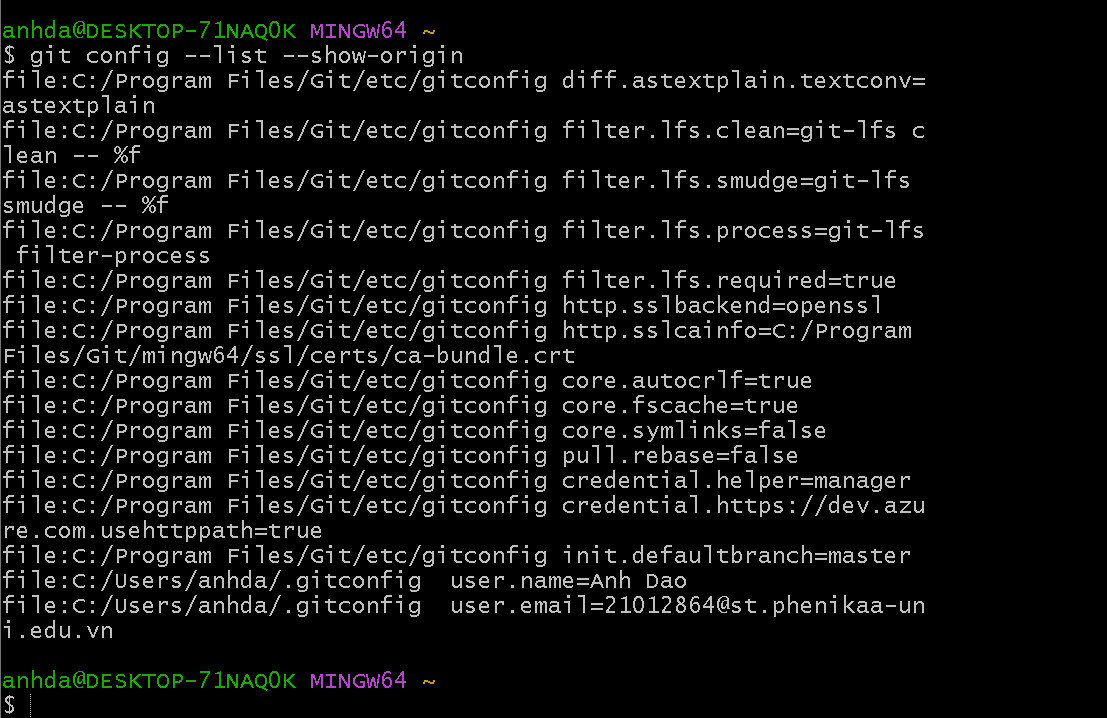 anhda@DESKTOP-71NAQ0K MINGW64 ~
$ git config --list --show-origin
file:C:/Program Files/Git/etc/gitconfig diff.astextplain.textconv=
astextplain
file:C:/Program Files/Git/etc/gitconfig filter.lfs.clean=git-lfs c
lean -- %f
file:C:/Program Files/Git/etc/gitconfig filter.lfs.smudge=git-lfs
smudge -- %f
file:C:/Program Files/Git/etc/gitconfig filter.lfs.process=git-lfs
 filter-process
file:C:/Program Files/Git/etc/gitconfig filter.lfs.required=true
file:C:/Program Files/Git/etc/gitconfig http.sslbackend=openssl
file:C:/Program Files/Git/etc/gitconfig http.sslcainfo=C:/Program
Files/Git/mingw64/ssl/certs/ca-bundle.crt
file:C:/Program Files/Git/etc/gitconfig core.autocrlf=true
file:C:/Program Files/Git/etc/gitconfig core.fscache=true
file:C:/Program Files/Git/etc/gitconfig core.symlinks=false
file:C:/Program Files/Git/etc/gitconfig pull.rebase=false
file:C:/Program Files/Git/etc/gitconfig credential.helper=manager
file:C:/Program Files/Git/etc/gitconfig credential.https://dev.azu
re.com.usehttppath=true
file:C:/Program Files/Git/etc/gitconfig init.defaultbranch=master
file:C:/Users/anhda/.gitconfig  user.name=Anh Dao
file:C:/Users/anhda/.gitconfig  user.email=21012864@st.phenikaa-un
i.edu.vn
anhda@DESKTOP-71NAQ0K MINGW64 ~
$